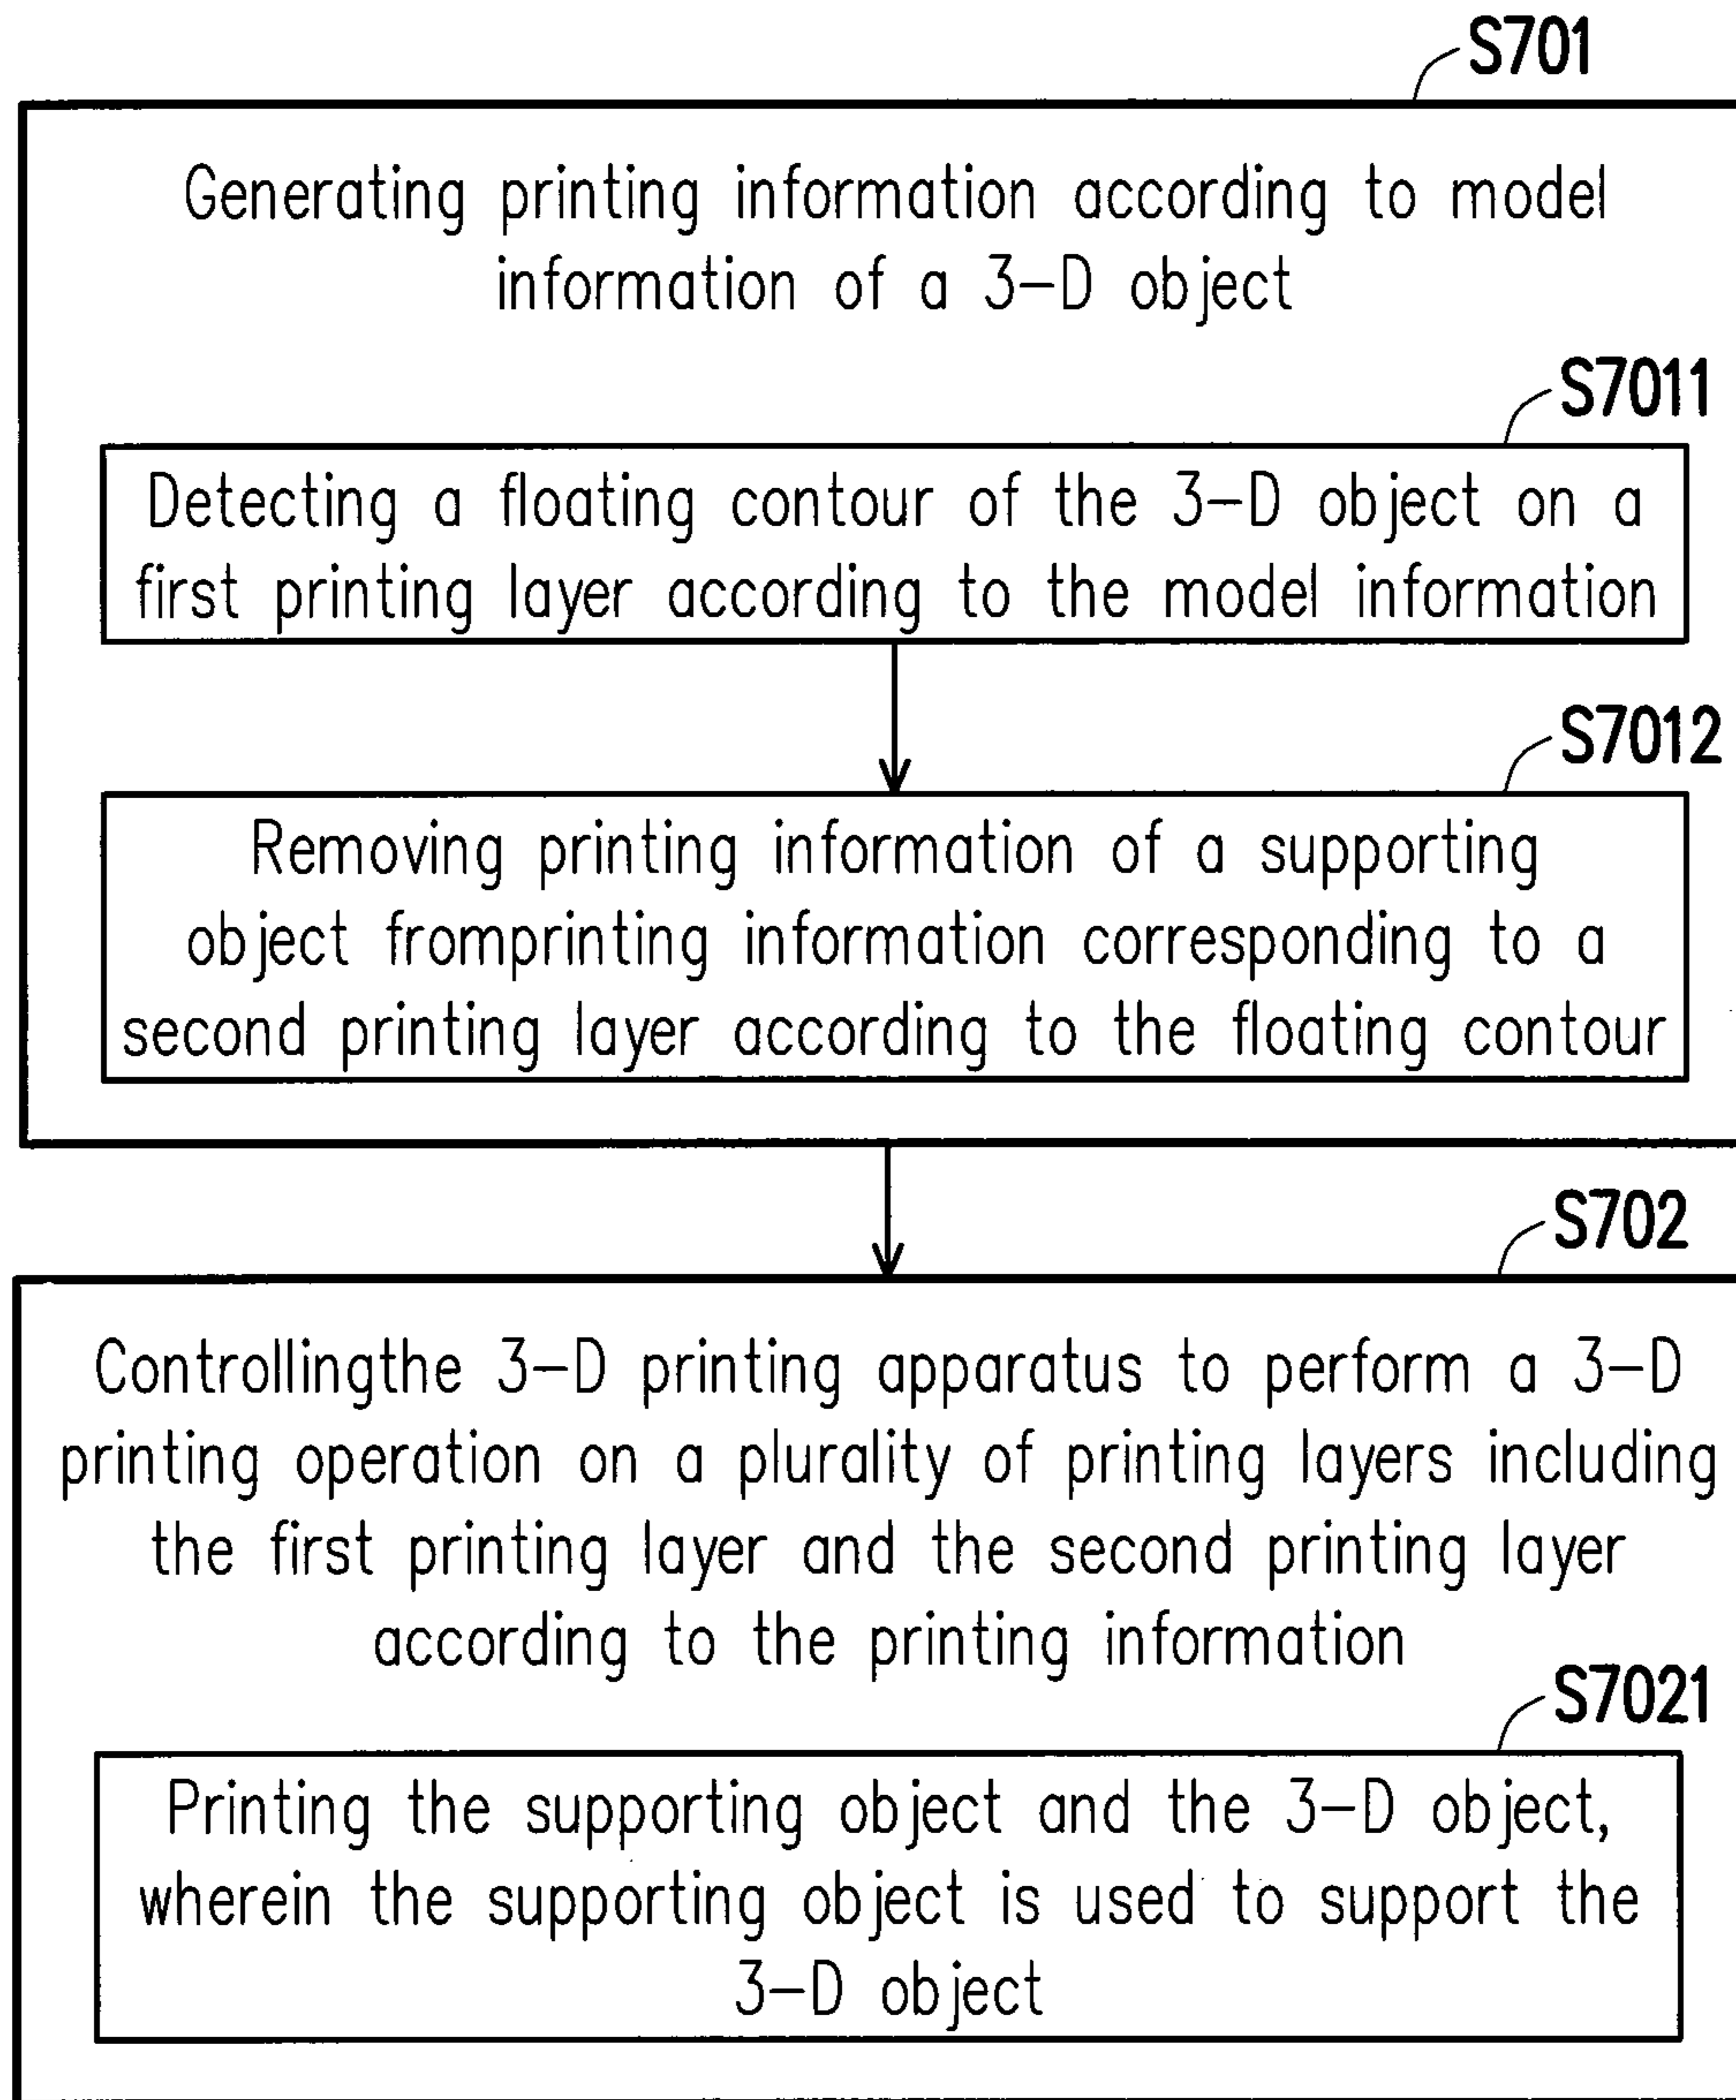 S701
Generating printing information according to model
information of a 3-D object
S7011
Detecting a floating contour of the 3-D object on a
first printing layer according to the model information
S7012
Removing printing information of a supporting
object fromprinting information corresponding to a
second printing layer according to the floating contour
S702
Controllingthe 3-D printing apparatus to perform a 3-D
printing operation on a plurality of printing layers including
the first printing layer and the second printing layer
according to the printing information
S7021
Printing the supporting object and the 3-D object,
wherein the supporting object is used to support the
3-D object